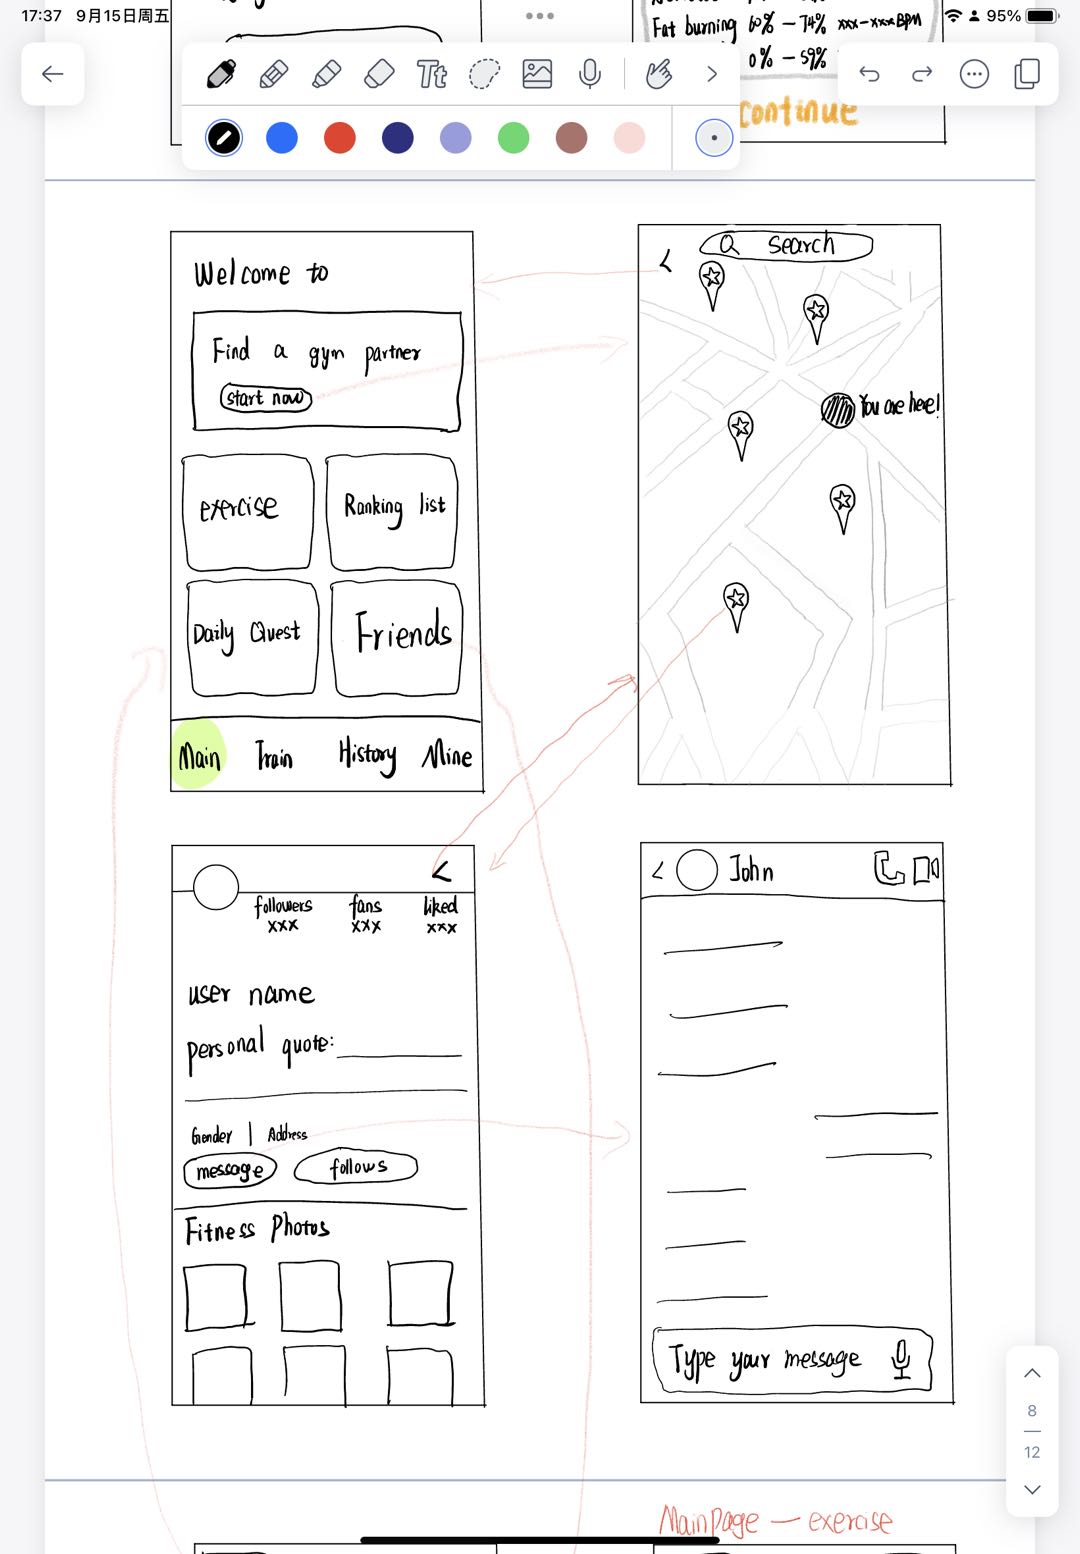 17:37 9月15日周五
95%
Fat burning 60% — 74% xxx-xxxBPM
0% — 59%
continue
Tt
Welcome to
Find a gym partner
start now
exercise
Ranking list
Daily Quest
Friends
Main Train History Mine
< Search
You are here!
<
followers fans liked
xxx xxx xxx
user name
personal quote:
Gender | Address
message follows
Fitness Photos
< John
Type your message
8
12
Mainpage — exercise